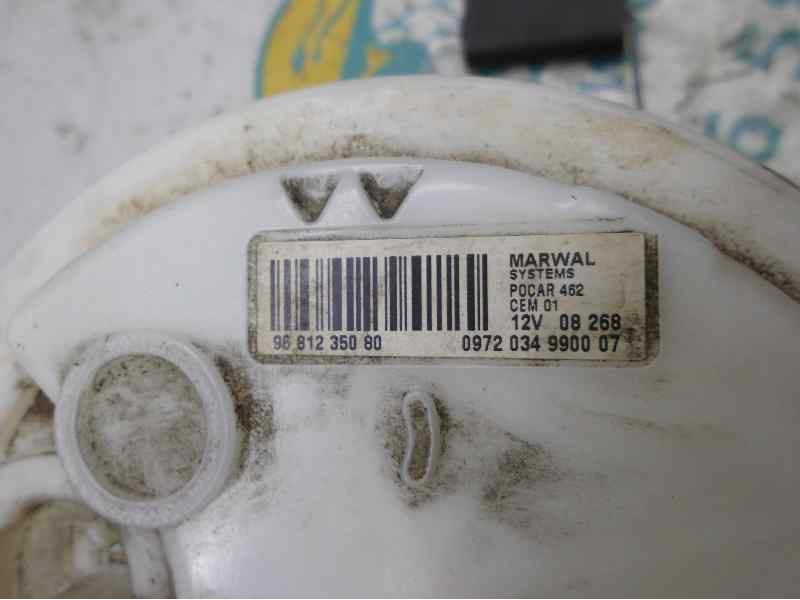 MARWAL
SYSTEMS
POCAR 462
CEM 01
12V 08 268
96 812 350 80
0972 034 9900 07